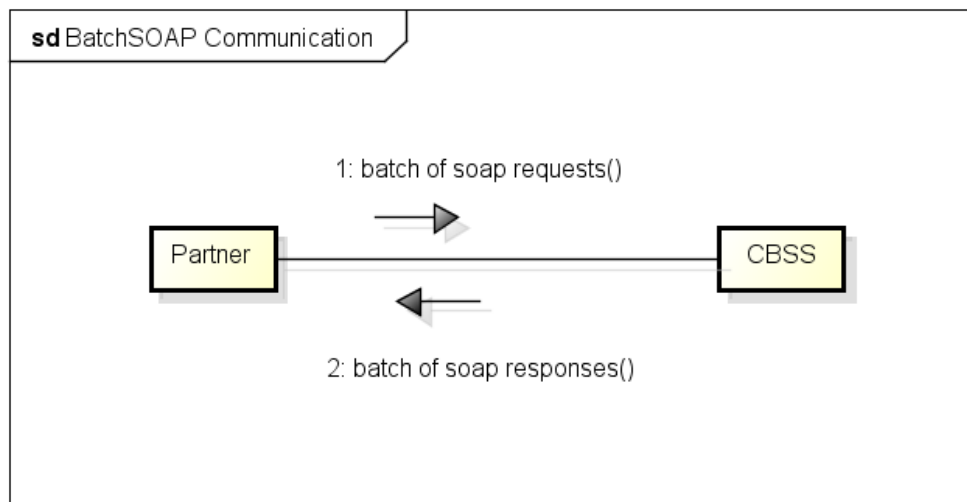 sd BatchSOAP Communication
1: batch of soap requests()
Partner
CBSS
2: batch of soap responses()